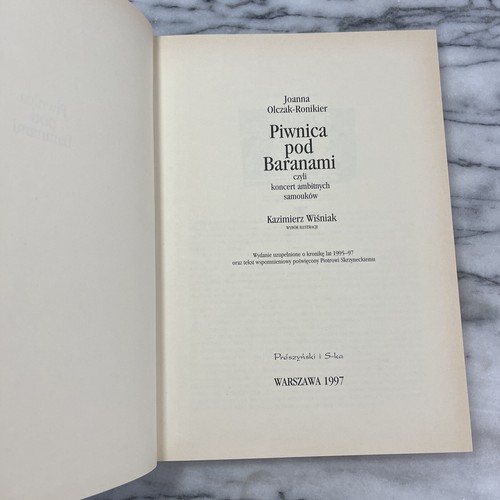 Joanna
Olczak-Ronikier
Piwnica
pod
Baranami
czyli
koncert ambitnych
samouków
Kazimierz Wiśniak
WYBÓR ILUSTRACJI
Wydanie uzupełnione o kronikę lat 1995–97
oraz tekst wspomnieniowy poświęcony Piotrowi Skrzyneckiemu
Prószyński i S-ka
WARSZAWA 1997